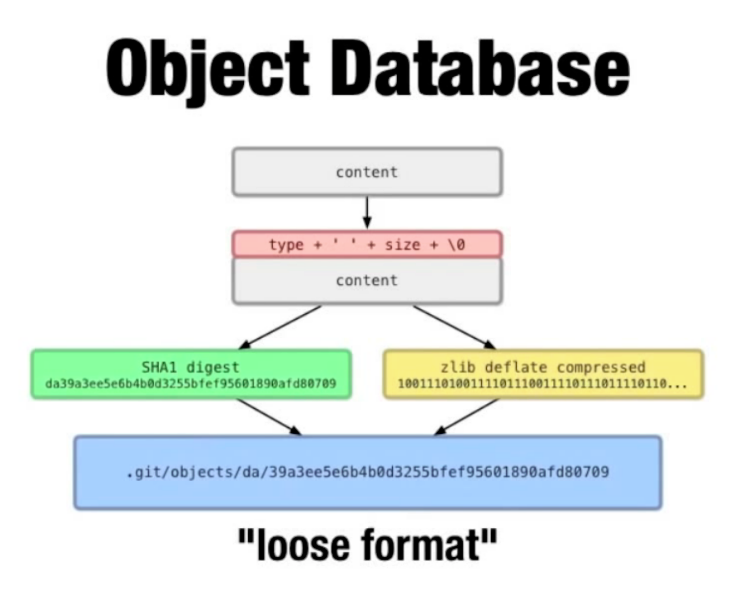 Object Database
content
type + ' ' + size + \0
content
SHA1 digest
da39a3ee5e6b4b0d3255bfef95601890afd80709
zlib deflate compressed
1001110100111101110011110111011110110...
.git/objects/da/39a3ee5e6b4b0d3255bfef95601890afd80709
"loose format"